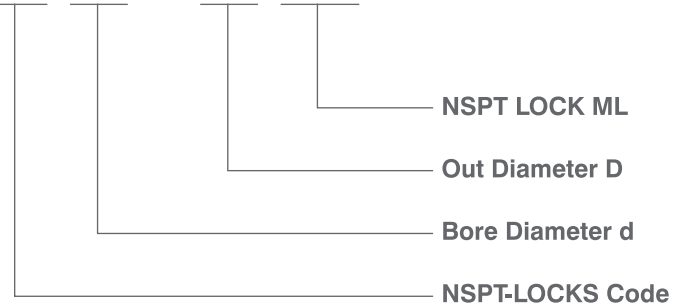 NSPT LOCK ML
Out Diameter D
Bore Diameter d
NSPT-LOCKS Code